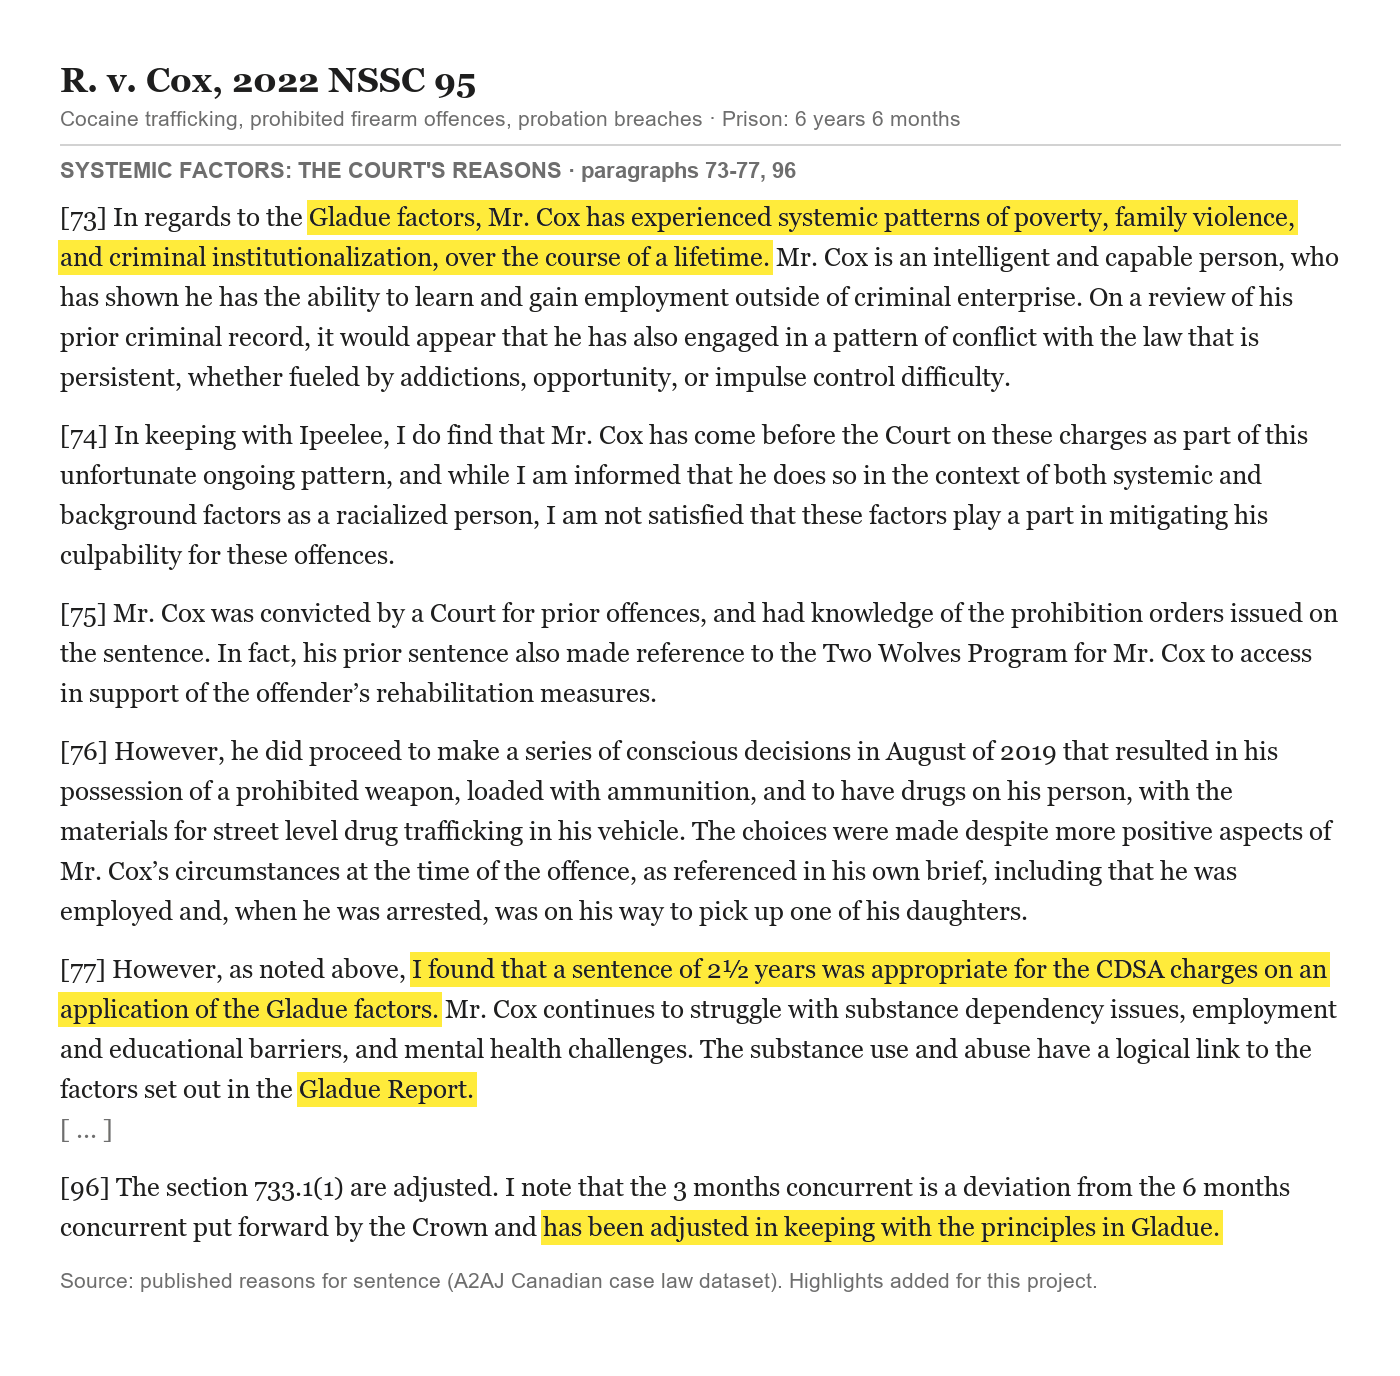 R. v. Cox, 2022 NSSC 95
Cocaine trafficking, prohibited firearm offences, probation breaches · Prison: 6 years 6 months
SYSTEMIC FACTORS: THE COURT'S REASONS · paragraphs 73-77, 96
[73] In regards to the Gladue factors, Mr. Cox has experienced systemic patterns of poverty, family violence,
and criminal institutionalization, over the course of a lifetime. Mr. Cox is an intelligent and capable person, who
has shown he has the ability to learn and gain employment outside of criminal enterprise. On a review of his
prior criminal record, it would appear that he has also engaged in a pattern of conflict with the law that is
persistent, whether fueled by addictions, opportunity, or impulse control difficulty.
[74] In keeping with Ipeelee, I do find that Mr. Cox has come before the Court on these charges as part of this
unfortunate ongoing pattern, and while I am informed that he does so in the context of both systemic and
background factors as a racialized person, I am not satisfied that these factors play a part in mitigating his
culpability for these offences.
[75] Mr. Cox was convicted by a Court for prior offences, and had knowledge of the prohibition orders issued on
the sentence. In fact, his prior sentence also made reference to the Two Wolves Program for Mr. Cox to access
in support of the offender’s rehabilitation measures.
[76] However, he did proceed to make a series of conscious decisions in August of 2019 that resulted in his
possession of a prohibited weapon, loaded with ammunition, and to have drugs on his person, with the
materials for street level drug trafficking in his vehicle. The choices were made despite more positive aspects of
Mr. Cox’s circumstances at the time of the offence, as referenced in his own brief, including that he was
employed and, when he was arrested, was on his way to pick up one of his daughters.
[77] However, as noted above, I found that a sentence of 2½ years was appropriate for the CDSA charges on an
application of the Gladue factors. Mr. Cox continues to struggle with substance dependency issues, employment
and educational barriers, and mental health challenges. The substance use and abuse have a logical link to the
factors set out in the Gladue Report.
[ ... ]
[96] The section 733.1(1) are adjusted. I note that the 3 months concurrent is a deviation from the 6 months
concurrent put forward by the Crown and has been adjusted in keeping with the principles in Gladue.
Source: published reasons for sentence (A2AJ Canadian case law dataset). Highlights added for this project.